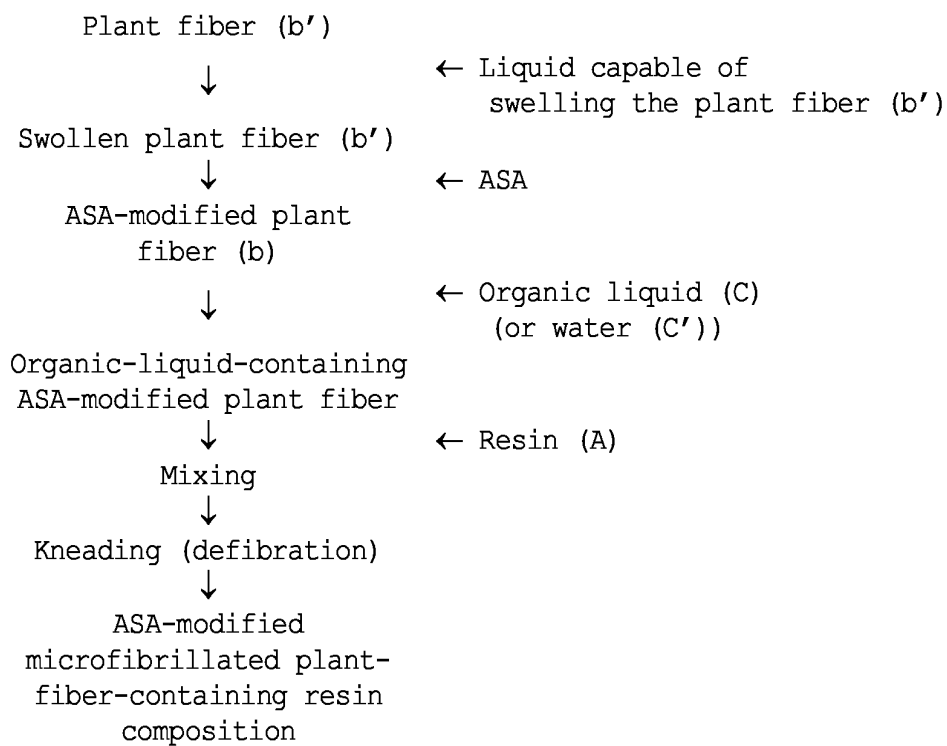 Plant fiber (b′)
↓
← Liquid capable of
swelling the plant fiber (b′)
Swollen plant fiber (b′)
↓
← ASA
ASA-modified plant
fiber (b)
↓
← Organic liquid (C)
(or water (C′))
Organic-liquid-containing
ASA-modified plant fiber
↓
← Resin (A)
Mixing
↓
Kneading (defibration)
↓
ASA-modified
microfibrillated plant-
fiber-containing resin
composition